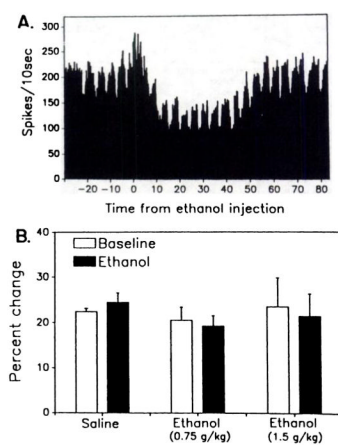 A.
Spikes/10sec
300
250
200
150
100
50
0
-20 -10 0 10 20 30 40 50 60 70 80
Time from ethanol injection
B.
Baseline
Ethanol
Percent change
40
30
20
10
0
Saline Ethanol Ethanol
(0.75 g/kg) (1.5 g/kg)